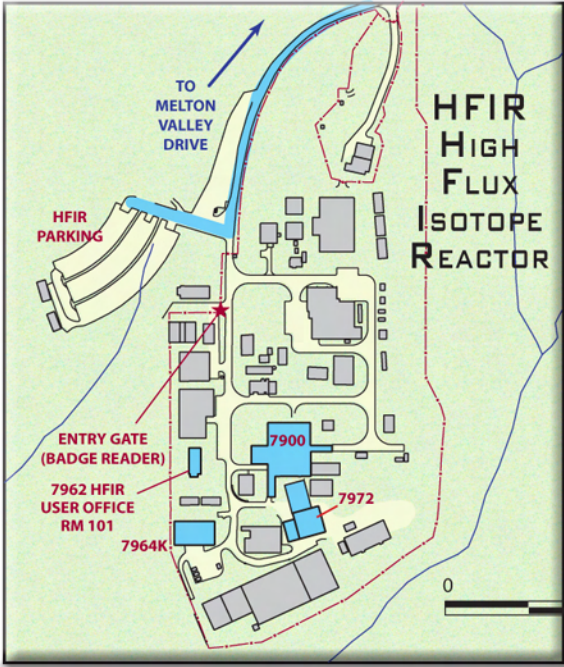 TO
MELTON
VALLEY
DRIVE
HFIR
HIGH
FLUX
ISOTOPE
REACTOR
HFIR
PARKING
ENTRY GATE
(BADGE READER)
7900
7962 HFIR
USER OFFICE
RM 101
7972
7964K
0